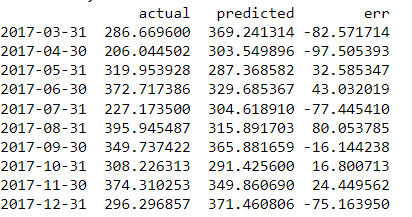 actual predicted err
2017-03-31 286.669600 369.241314 -82.571714
2017-04-30 206.044502 303.549896 -97.505393
2017-05-31 319.953928 287.368582 32.585347
2017-06-30 372.717386 329.685367 43.032019
2017-07-31 227.173500 304.618910 -77.445410
2017-08-31 395.945487 315.891703 80.053785
2017-09-30 349.737422 365.881659 -16.144238
2017-10-31 308.226313 291.425600 16.800713
2017-11-30 374.310253 349.860690 24.449562
2017-12-31 296.296857 371.460806 -75.163950